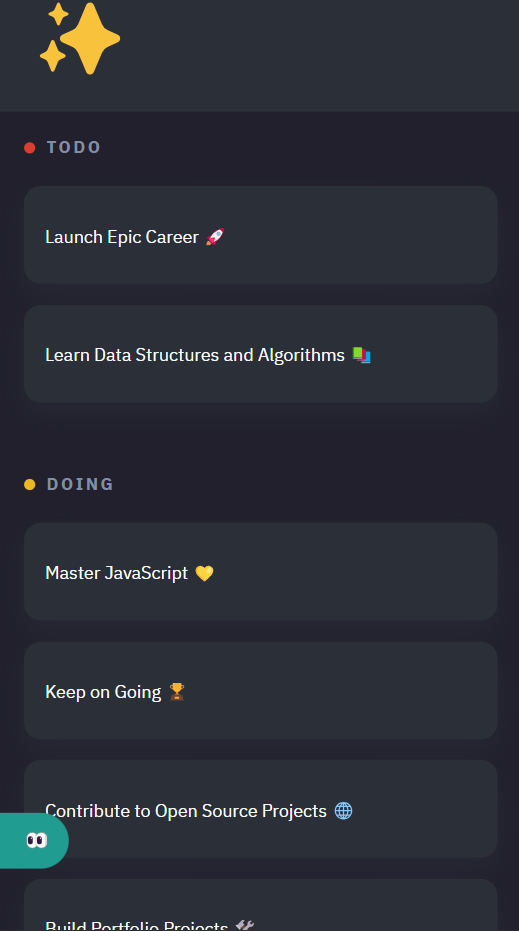 TODO
Launch Epic Career 🚀
Learn Data Structures and Algorithms 📚
DOING
Master JavaScript 💛
Keep on Going 🏆
Contribute to Open Source Projects 🌐
Build Portfolio Projects 🛠️